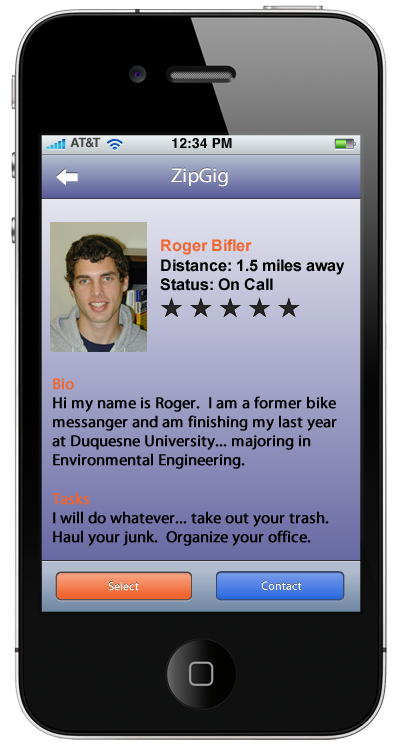 AT&T 12:34 PM
ZipGig
Roger Bifler
Distance: 1.5 miles away
Status: On Call
Bio
Hi my name is Roger.  I am a former bike
messanger and am finishing my last year
at Duquesne University... majoring in
Environmental Engineering.
Tasks
I will do whatever... take out your trash.
Haul your junk.  Organize your office.
Select Contact